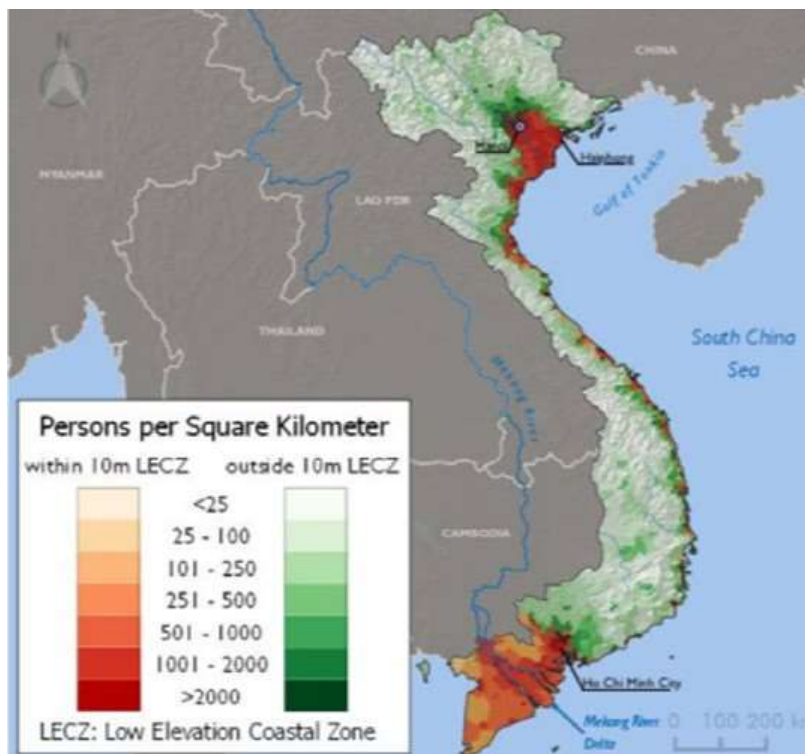 N
CHINA
MYANMAR
Hanoi
Haiphong
LAO PDR
Gulf of Tonkin
THAILAND
South China
Sea
Mekong River
CAMBODIA
Persons per Square Kilometer
within 10m LECZ outside 10m LECZ
<25
25 - 100
101 - 250
251 - 500
501 - 1000
1001 - 2000
>2000
LECZ: Low Elevation Coastal Zone
Ho Chi Minh City
Mekong River
Delta
0 100 200 km